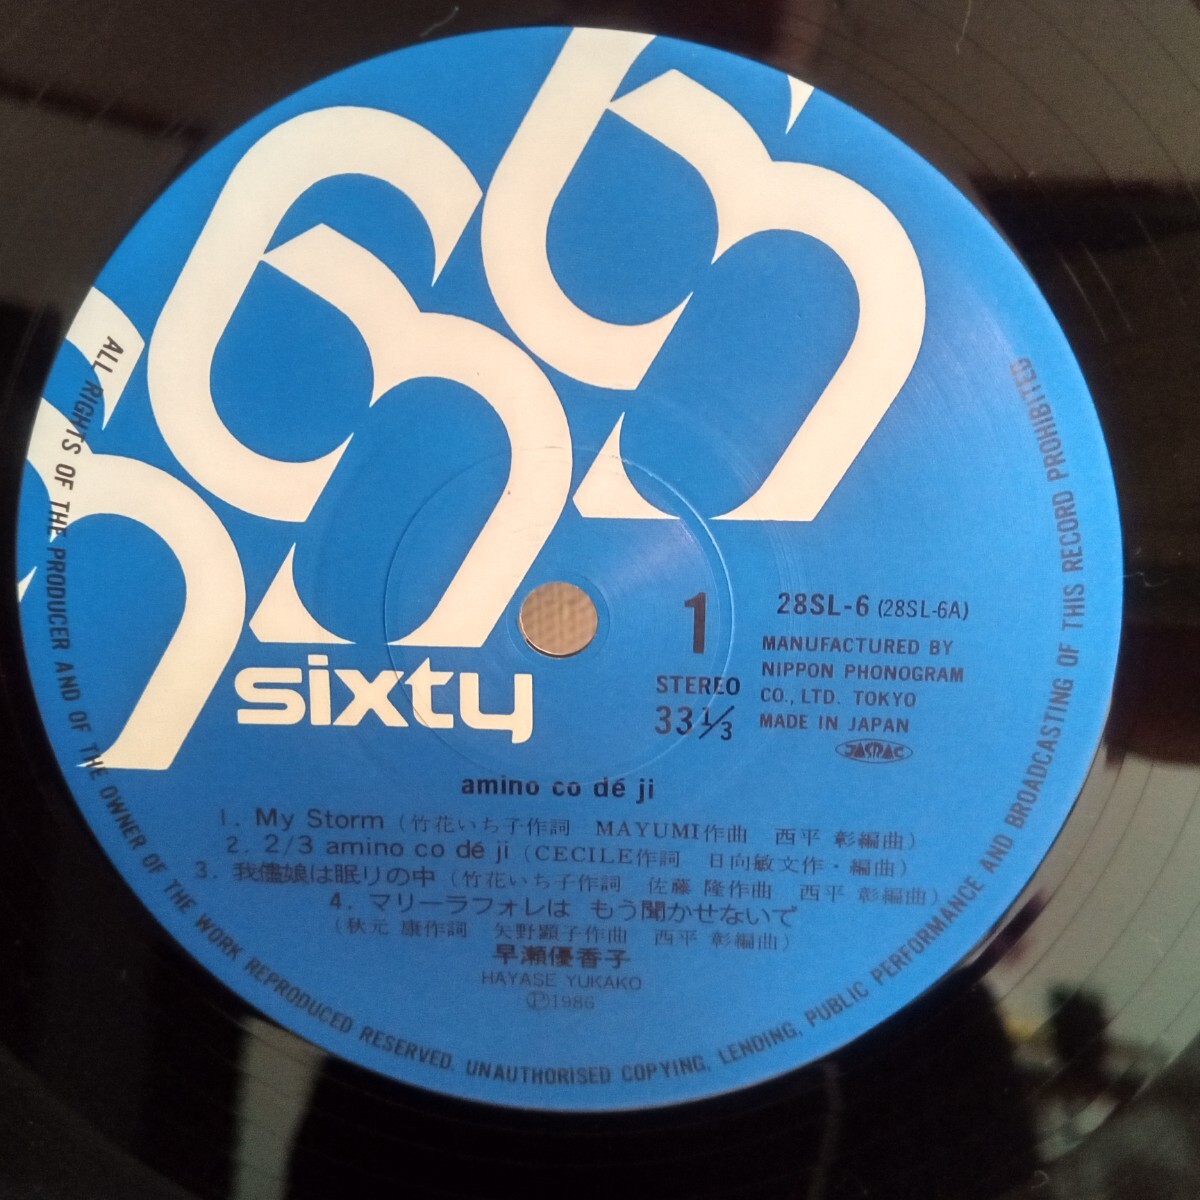 sixty
1
STEREO
33 1/3
28SL-6 (28SL-6A)
MANUFACTURED BY
NIPPON PHONOGRAM
CO., LTD. TOKYO
MADE IN JAPAN
JASRAC
amino co dé ji
1. My Storm (竹花いち子作詞 MAYUMI作曲 西平 彰編曲)
2. 2/3 amino co dé ji (CECILE作詞 日向敏文作・編曲)
3. 我儘娘は眠りの中 (竹花いち子作詞 佐藤 隆作曲 西平 彰編曲)
4. マリーラフォレは もう聞かせないで
(秋元 康作詞 矢野顕子作曲 西平 彰編曲)
早瀬優香子
HAYASE YUKAKO
Ⓟ1986
ALL RIGHTS OF THE PRODUCER AND OF THE OWNER OF THE WORK REPRODUCED RESERVED. UNAUTHORISED COPYING, LENDING, PUBLIC PERFORMANCE AND BROADCASTING OF THIS RECORD PROHIBITED